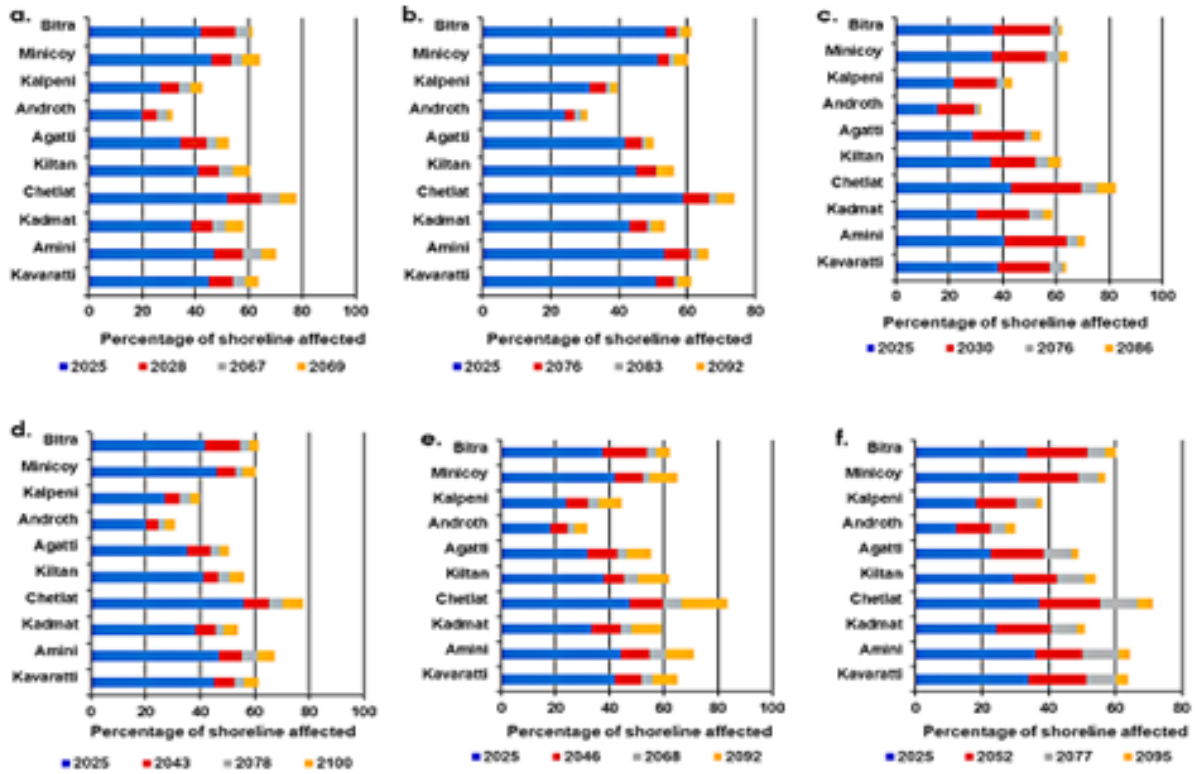 a.
Bitra
Minicoy
Kalpeni
Androth
Agatti
Kiltan
Chetlat
Kadmat
Amini
Kavaratti
0 20 40 60 80 100
Percentage of shoreline affected
2025 2028 2067 2069
b.
Bitra
Minicoy
Kalpeni
Androth
Agatti
Kiltan
Chetlat
Kadmat
Amini
Kavaratti
0 20 40 60 80
Percentage of shoreline affected
2025 2076 2083 2092
c.
Bitra
Minicoy
Kalpeni
Androth
Agatti
Kiltan
Chetlat
Kadmat
Amini
Kavaratti
0 20 40 60 80 100
Percentage of shoreline affected
2025 2030 2076 2086
d.
Bitra
Minicoy
Kalpeni
Androth
Agatti
Kiltan
Chetlat
Kadmat
Amini
Kavaratti
0 20 40 60 80 100
Percentage of shoreline affected
2025 2043 2078 2100
e.
Bitra
Minicoy
Kalpeni
Androth
Agatti
Kiltan
Chetlat
Kadmat
Amini
Kavaratti
0 20 40 60 80 100
Percentage of shoreline affected
2025 2046 2068 2092
f.
Bitra
Minicoy
Kalpeni
Androth
Agatti
Kiltan
Chetlat
Kadmat
Amini
Kavaratti
0 20 40 60 80
Percentage of shoreline affected
2025 2052 2077 2095